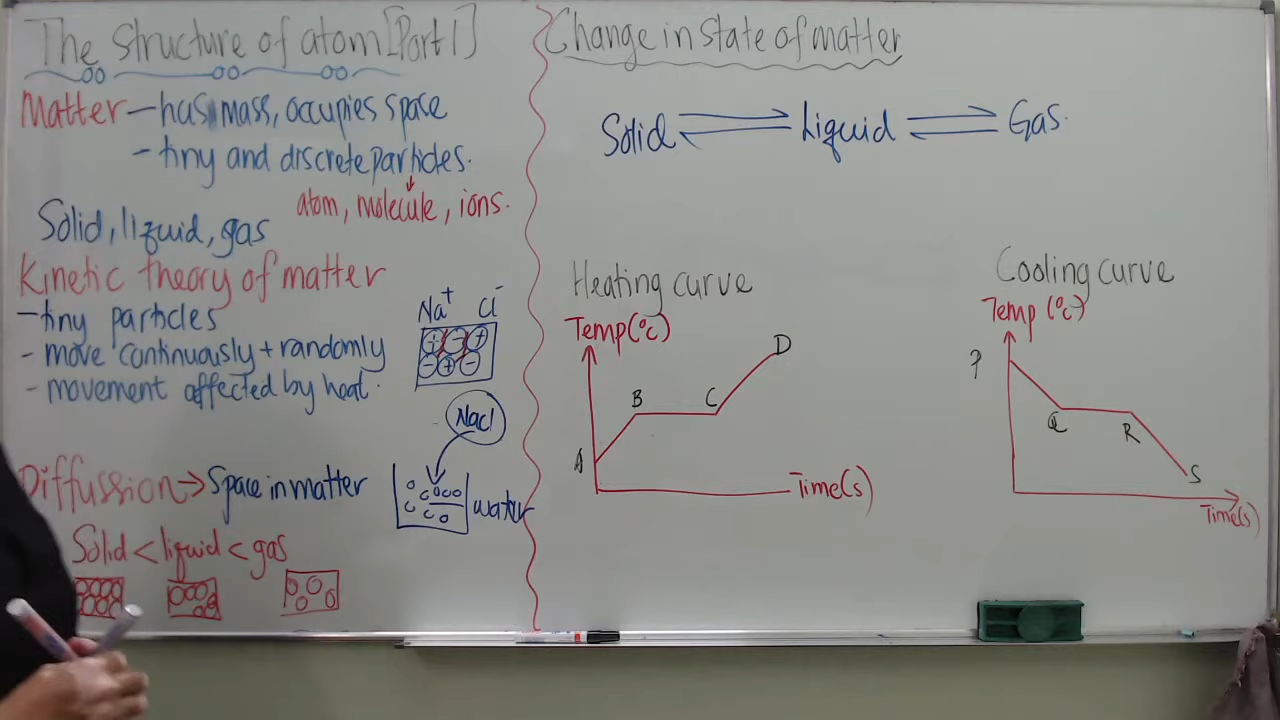 The structure of atom [Part 1]
Matter - has mass, occupies space
- tiny and discrete particles.
atom, molecule, ions.
Solid, liquid, gas
Kinetic theory of matter
- tiny particles
- move continuously + randomly
- movement affected by heat.
Na⁺ Cl⁻
+ - +
- + -
NaCl
Diffussion → Space in matter
water
Solid < liquid < gas
Change in state of matter
Solid ⇌ Liquid ⇌ Gas.
Heating curve
Temp (°c)
D
B
C
A
Time(s)
Cooling curve
Temp (°c)
P
Q
R
S
Time(s)